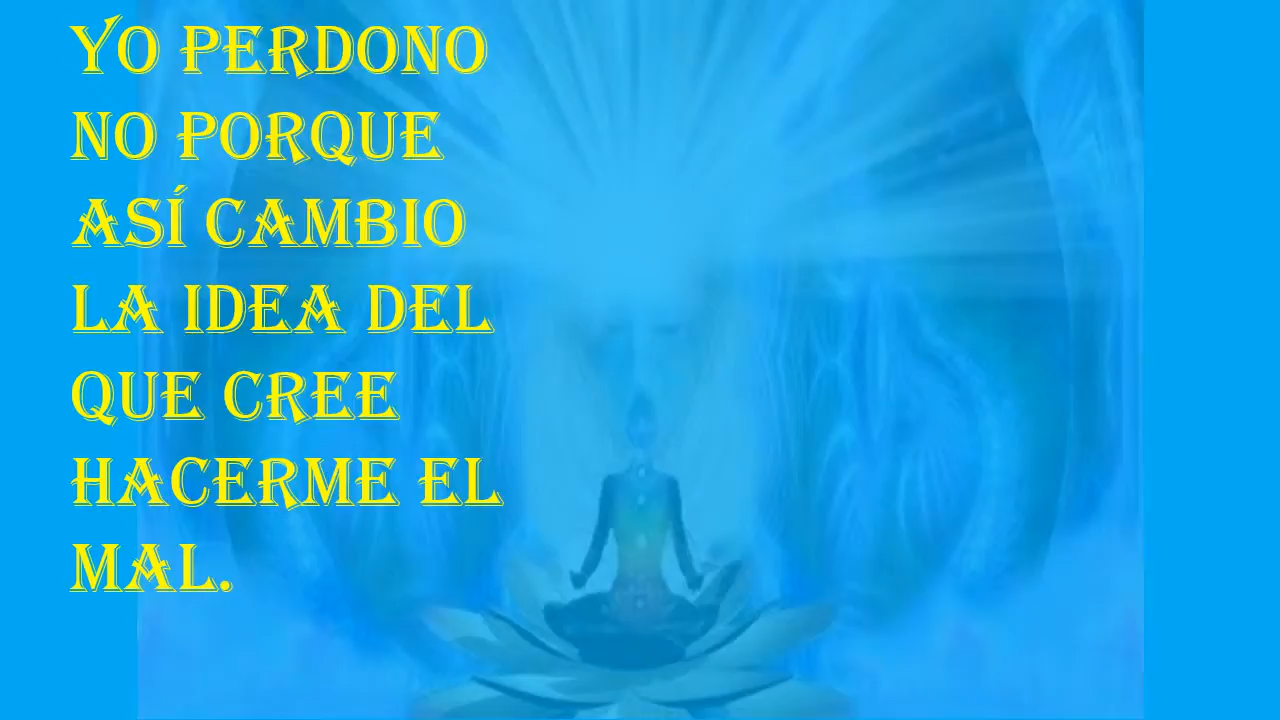 YO PERDONO
NO PORQUE
ASÍ CAMBIO
LA IDEA DEL
QUE CREE
HACERME EL
MAL.